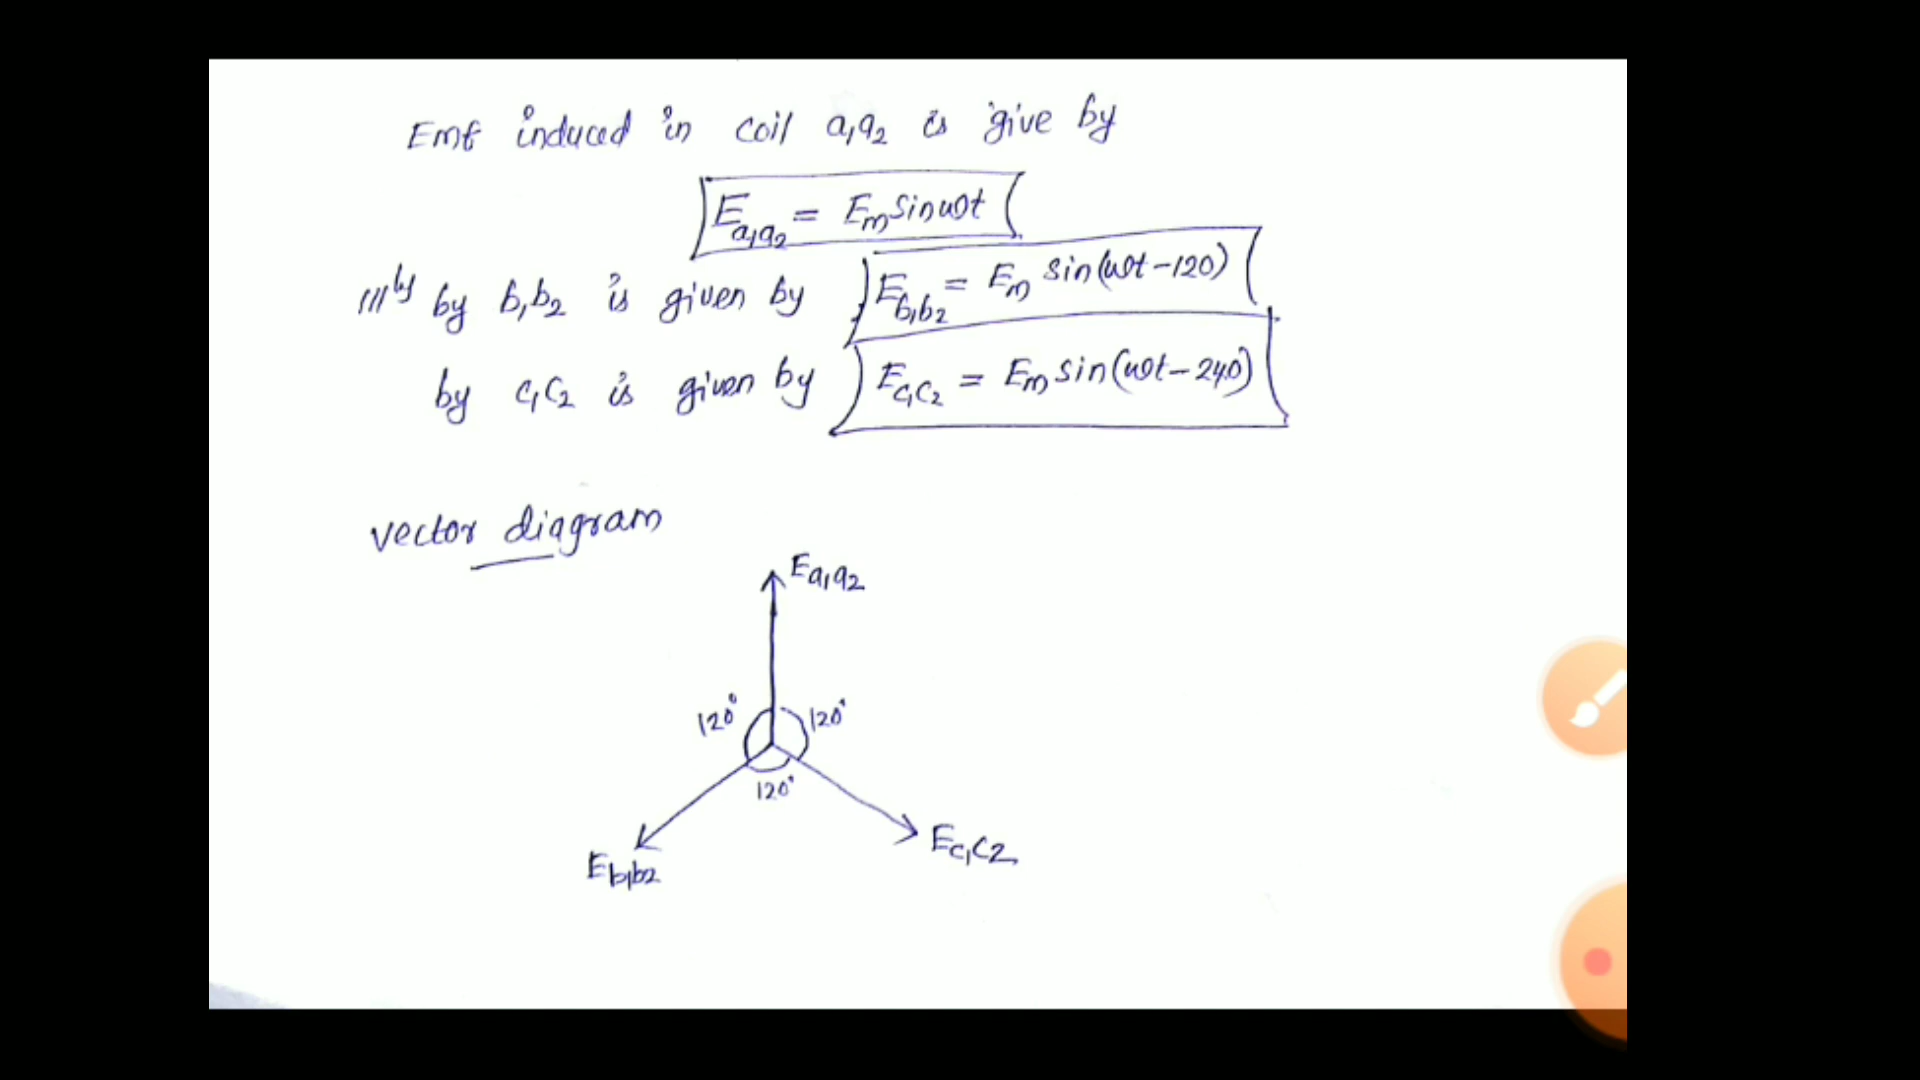 Emf induced in coil a1a2 is give by
Ea1a2 = Em sin ωt
|||ly by b1b2 is given by Eb1b2 = Em sin(ωt-120)
by c1c2 is given by Ec1c2 = Em sin(ωt-240)
vector diagram
Ea1a2
120° 120°
120°
Ec1c2
Eb1b2